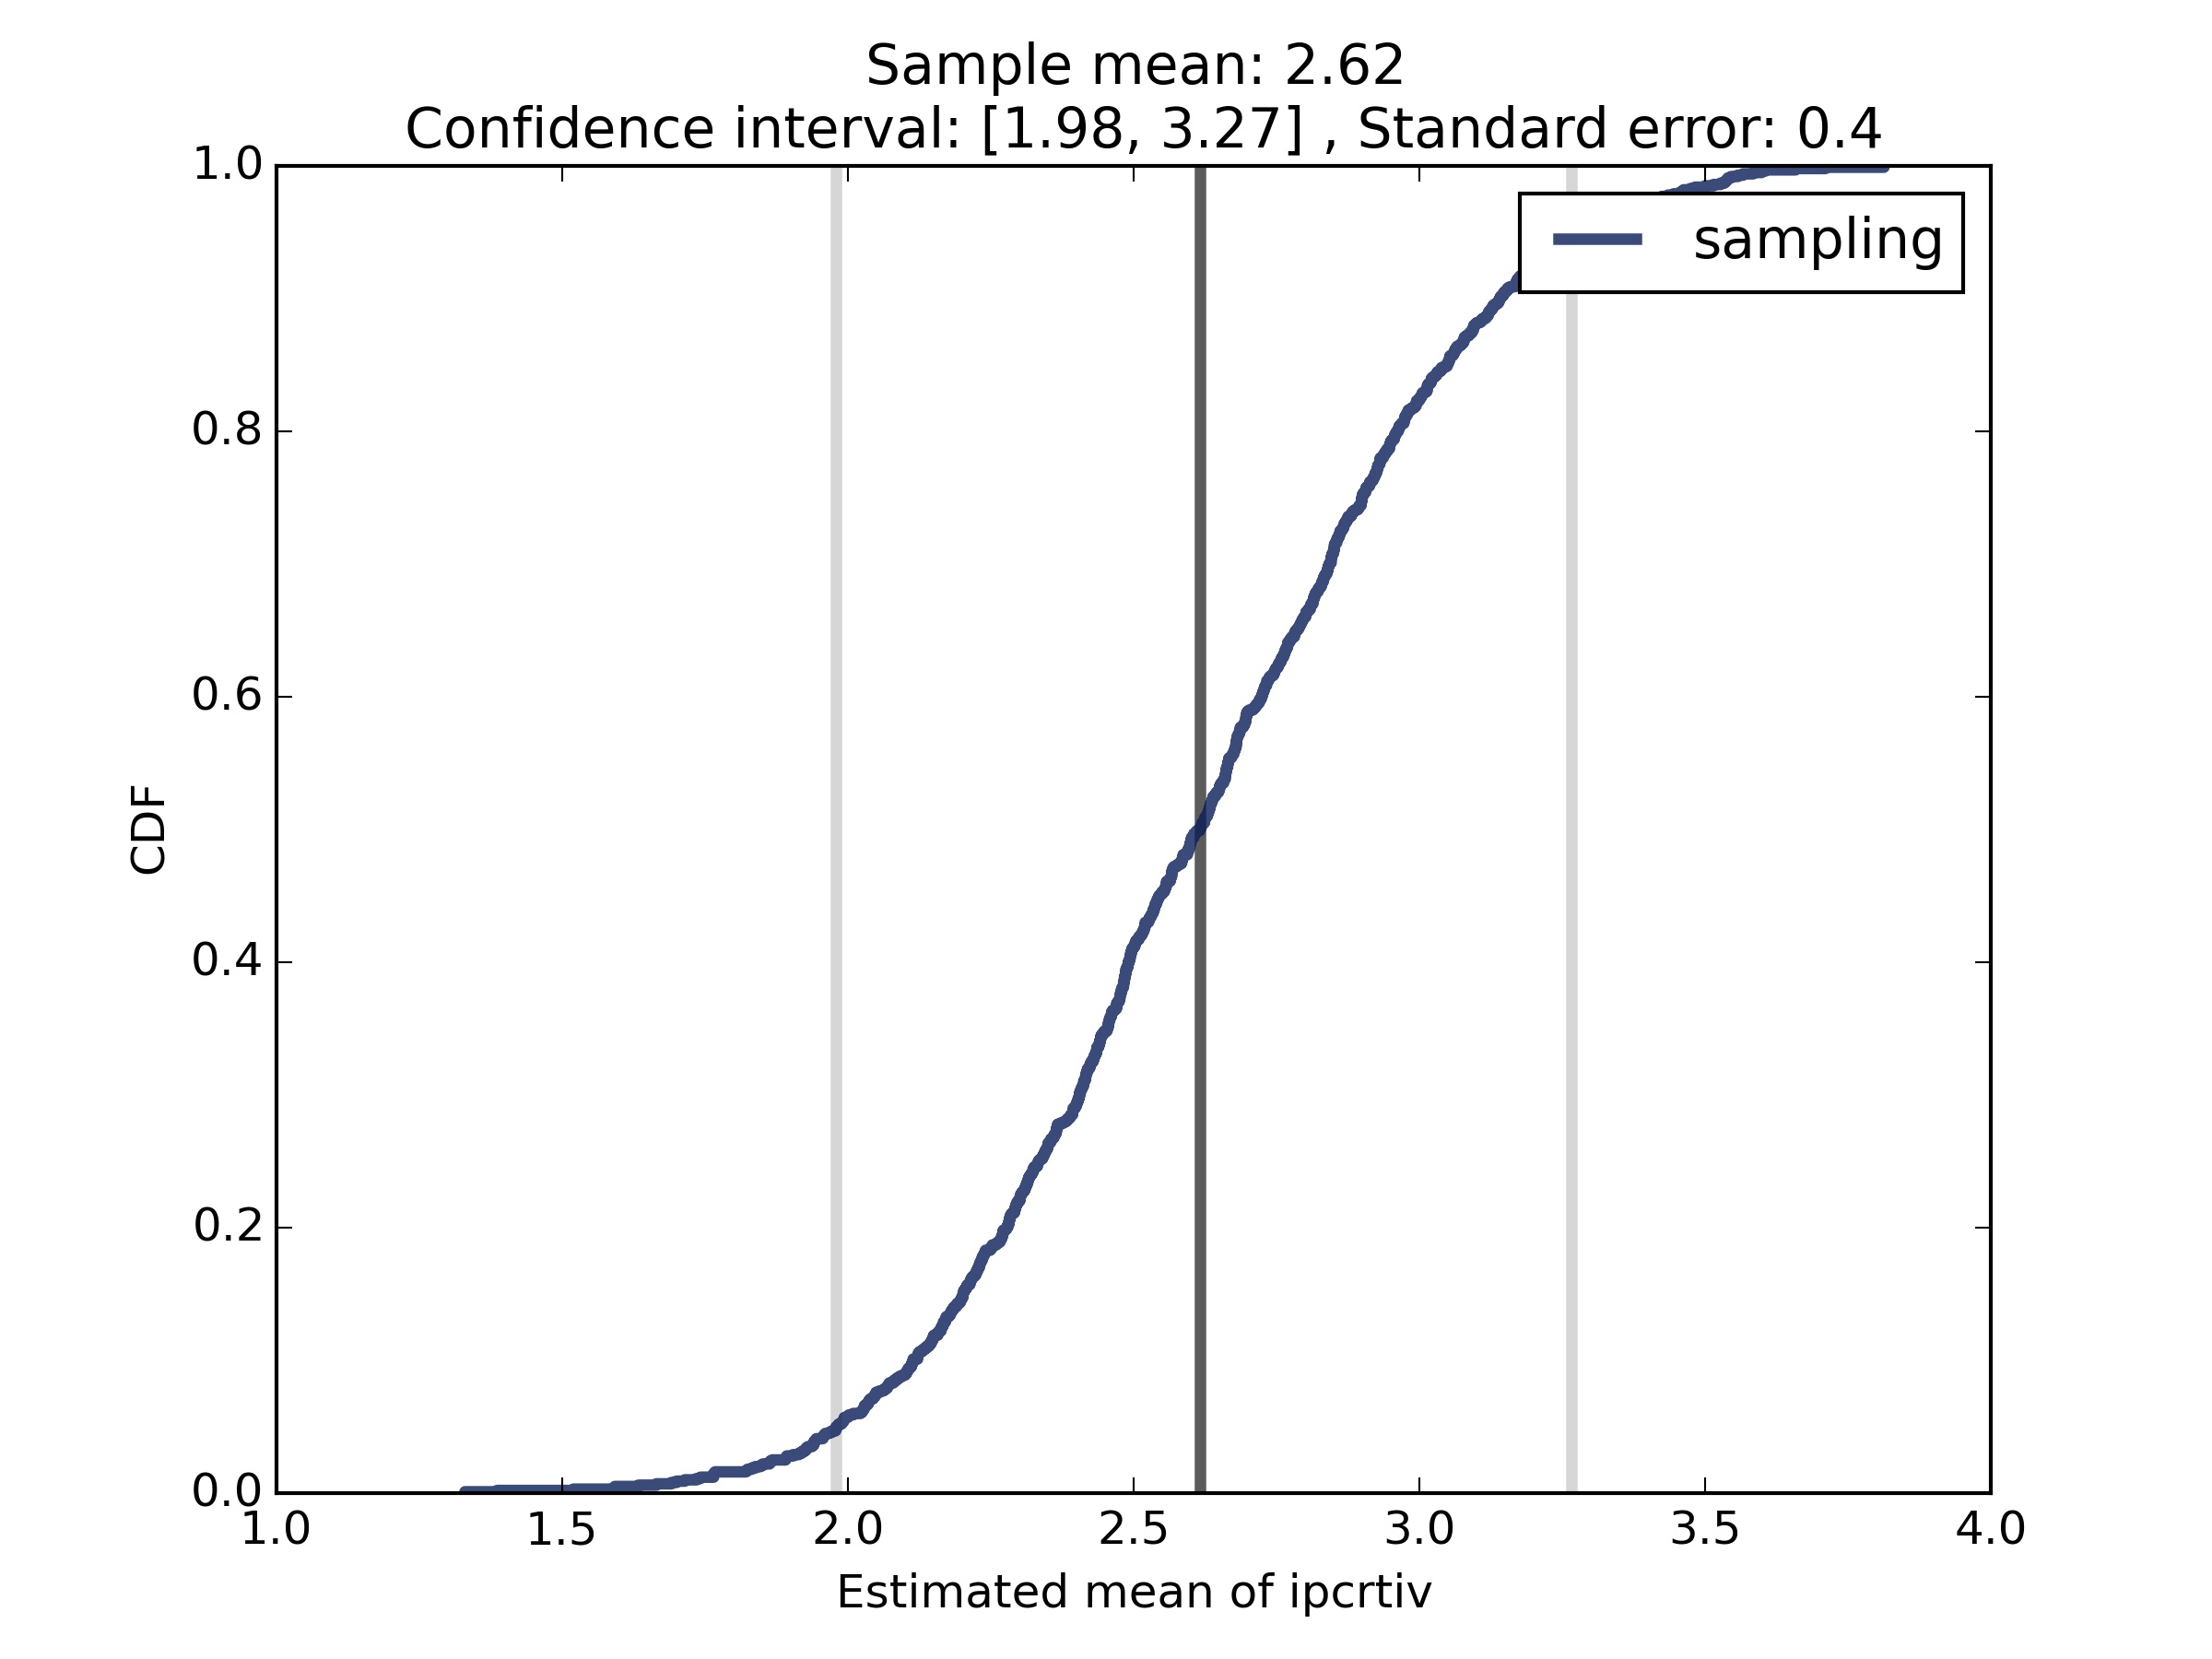 Sample mean: 2.62
Confidence interval: [1.98, 3.27] , Standard error: 0.4
1.0
sampling
0.8
0.6
CDF
0.4
0.2
0.0
1.0 1.5 2.0 2.5 3.0 3.5 4.0
Estimated mean of ipcrtiv